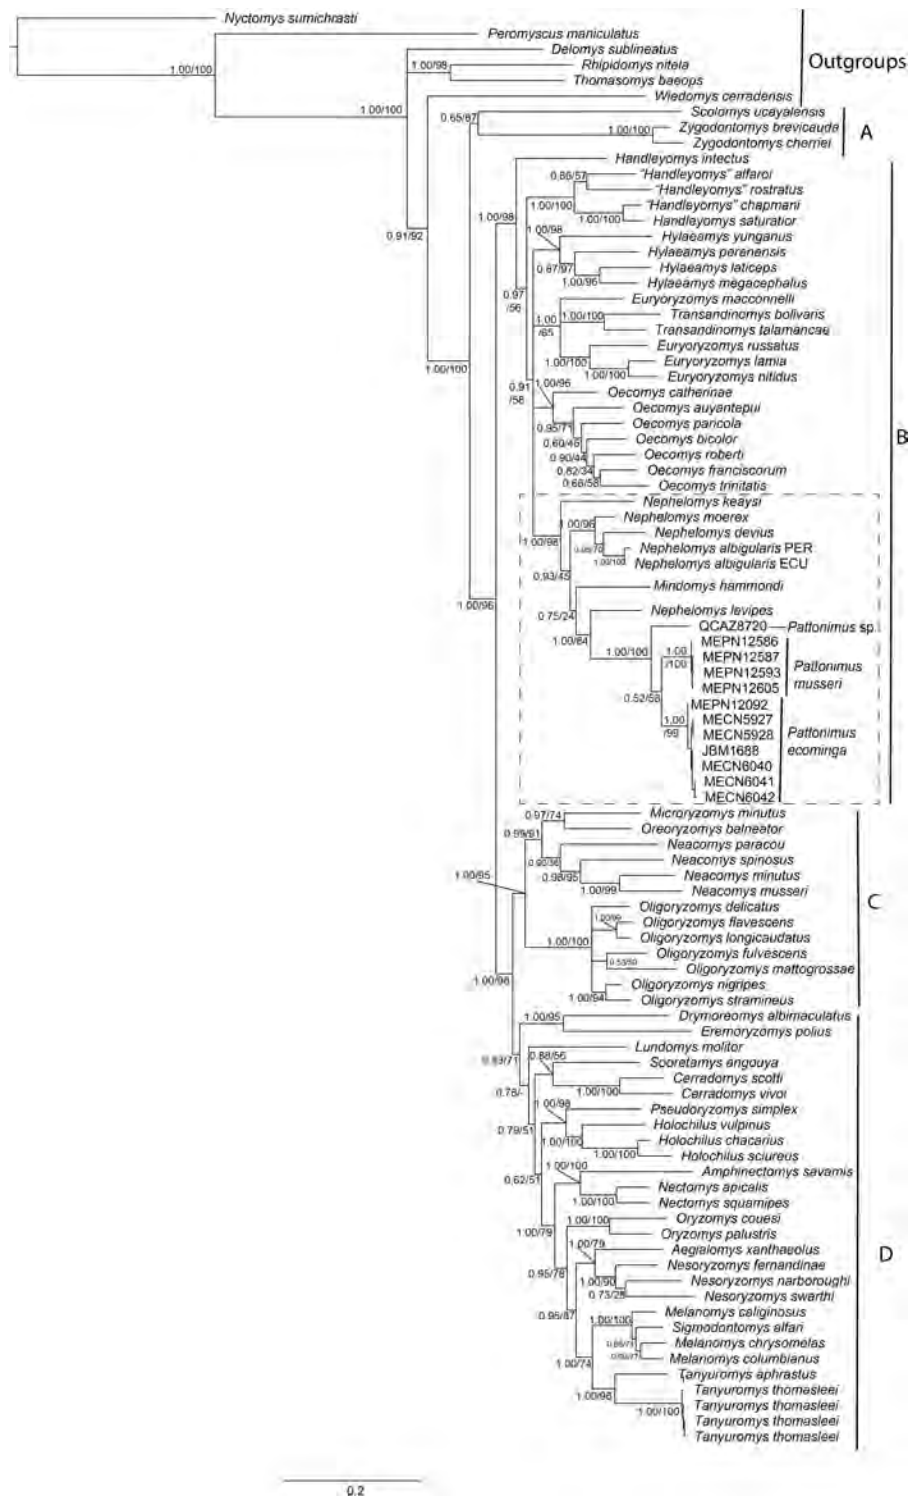 Nyctomys sumichrasti
Peromyscus maniculatus
Delomys sublineatus
1.00/98
Rhipidomys nitela
Outgroups
1.00/100
Thomasomys baeops
1.00/100
Wiedomys cerradensis
0.65/87
Scolomys ucayalensis
1.00/100
Zygodontomys brevicauda
A
Zygodontomys cherriei
Handleyomys intectus
"Handleyomys" alfaroi
"Handleyomys" rostratus
1.00/100
"Handleyomys" chapmani
1.00/98
1.00/100
Handleyomys saturatior
0.91/92
1.00/98
Hylaeamys yunganus
Hylaeamys perenensis
0.87/97
Hylaeamys laticeps
1.00/96
Hylaeamys megacephalus
0.97
/56
Euryoryzomys macconnelli
1.00
/65
1.00/100
Transandinomys bolivaris
Transandinomys talamancae
Euryoryzomys russatus
1.00/100
Euryoryzomys lamia
1.00/100
1.00/100
Euryoryzomys nitidus
0.91
/58
1.00/96
Oecomys catherinae
Oecomys auyantepui
0.95/71
Oecomys paricola
Oecomys bicolor
B
0.90/44
Oecomys roberti
0.82/34
Oecomys franciscorum
Oecomys trinitatis
Nephelomys keaysi
1.00/96
Nephelomys moerex
1.00/98
Nephelomys devius
Nephelomys albigularis PER
1.00/100
Nephelomys albigularis ECU
0.93/45
Mindomys hammondi
1.00/96
0.75/24
Nephelomys levipes
QCAZ8720
Pattonimus sp.
1.00/64
MEPN12586
1.00/100
1.00
/100
MEPN12587
Pattonimus
musseri
MEPN12593
MEPN12605
0.52/58
MEPN12092
1.00
/99
MECN5927
Pattonimus
ecominga
MECN5928
JBM1688
MECN6040
MECN6041
MECN6042
0.97/74
Microryzomys minutus
0.99/91
Oreoryzomys balneator
Neacomys paracou
Neacomys spinosus
0.98/95
1.00/95
Neacomys minutus
1.00/99
Neacomys musseri
C
Oligoryzomys delicatus
Oligoryzomys flavescens
1.00/100
Oligoryzomys longicaudatus
Oligoryzomys fulvescens
Oligoryzomys mattogrossae
1.00/98
Oligoryzomys nigripes
1.00/94
Oligoryzomys stramineus
1.00/95
Drymoreomys albimaculatus
Eremoryzomys polius
0.83/71
Lundomys molitor
0.88/56
Sooretamys angouya
0.78/-
Cerradomys scotti
1.00/100
Cerradomys vivoi
0.79/51
1.00/98
Pseudoryzomys simplex
Holochilus vulpinus
1.00/100
Holochilus chacarius
1.00/100
Holochilus sciureus
0.62/51
1.00/100
Amphinectomys savamis
Nectomys apicalis
1.00/100
Nectomys squamipes
1.00/79
1.00/100
Oryzomys couesi
Oryzomys palustris
D
1.00/79
Aegialomys xanthaeolus
0.95/78
Nesoryzomys fernandinae
1.00/90
Nesoryzomys narboroughi
0.73/28
Nesoryzomys swarthi
0.95/87
1.00/100
Melanomys caliginosus
Sigmodontomys alfari
Melanomys chrysomelas
Melanomys columbianus
1.00/74
Tanyuromys aphrastus
1.00/96
Tanyuromys thomasleei
1.00/100
Tanyuromys thomasleei
Tanyuromys thomasleei
Tanyuromys thomasleei
0.2